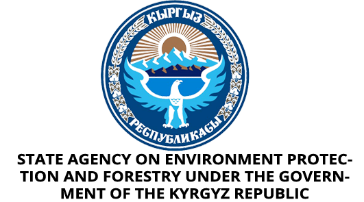 КЫРГЫЗ
РЕСПУБЛИКАСЫ
STATE AGENCY ON ENVIRONMENT PROTEC-
TION AND FORESTRY UNDER THE GOVERN-
MENT OF THE KYRGYZ REPUBLIC